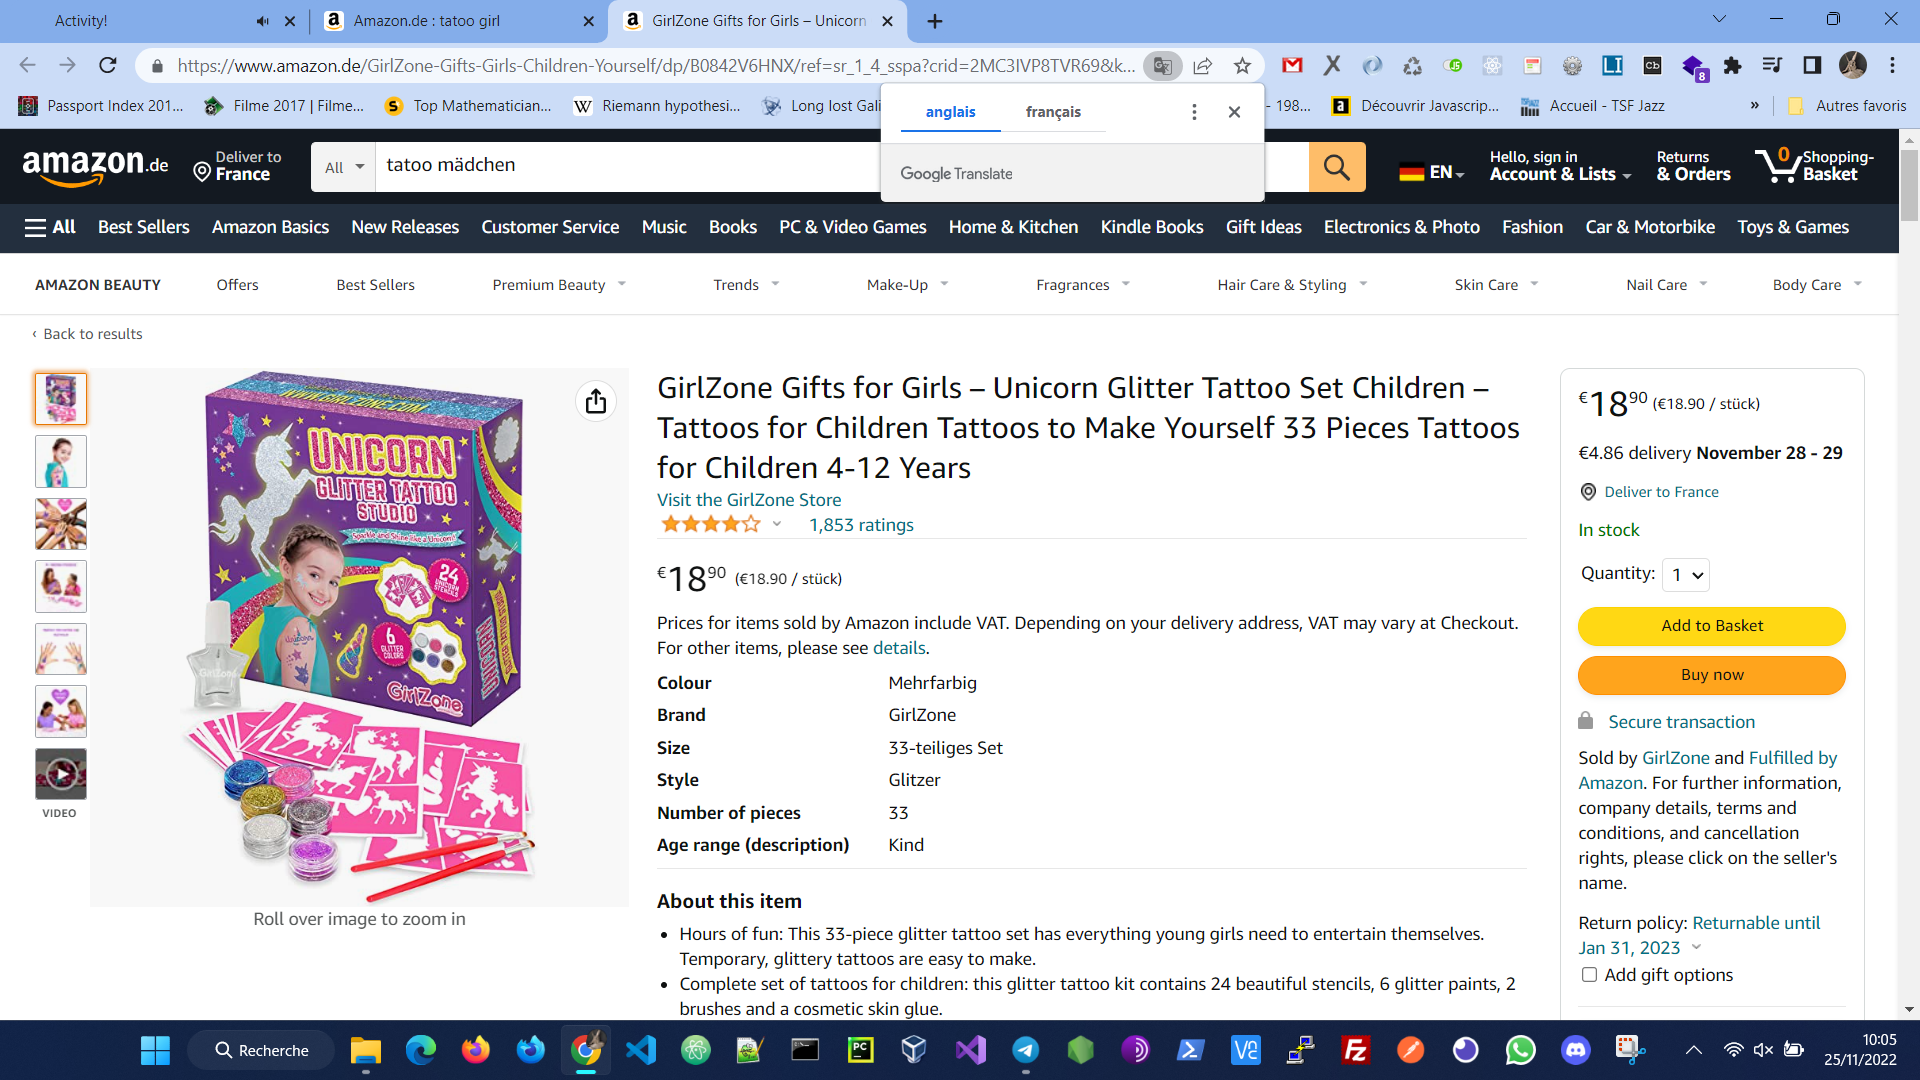 Activity!
Amazon.de : tatoo girl
GirlZone Gifts for Girls – Unicorn
https://www.amazon.de/GirlZone-Gifts-Girls-Children-Yourself/dp/B0842V6HNX/ref=sr_1_4_sspa?crid=2MC3IVP8TVR69&k...
8
Passport Index 201...
Filme 2017 | Filme...
Top Mathematician...
Riemann hypothesi...
Long lost Gali
- 198...
Découvrir Javascrip...
Accueil - TSF Jazz
»
Autres favoris
anglais
français
Google Translate
amazon.de
Deliver to
France
All
tatoo mädchen
EN
Hello, sign in
Account & Lists
Returns
& Orders
0
Shopping-
Basket
All
Best Sellers
Amazon Basics
New Releases
Customer Service
Music
Books
PC & Video Games
Home & Kitchen
Kindle Books
Gift Ideas
Electronics & Photo
Fashion
Car & Motorbike
Toys & Games
AMAZON BEAUTY
Offers
Best Sellers
Premium Beauty
Trends
Make-Up
Fragrances
Hair Care & Styling
Skin Care
Nail Care
Body Care
‹ Back to results
VIDEO
WWW.GIRLZONE.COM
UNICORN
GLITTER TATTOO
STUDIO
Sparkle and Shine like a Unicorn!
24
UNICORN
STENCILS
6
GLITTER
COLORS
GirlZone
UNICORN
Roll over image to zoom in
GirlZone Gifts for Girls – Unicorn Glitter Tattoo Set Children –
Tattoos for Children Tattoos to Make Yourself 33 Pieces Tattoos
for Children 4-12 Years
Visit the GirlZone Store
1,853 ratings
€18 90 (€18.90 / stück)
Prices for items sold by Amazon include VAT. Depending on your delivery address, VAT may vary at Checkout.
For other items, please see details.
Colour Mehrfarbig
Brand GirlZone
Size 33-teiliges Set
Style Glitzer
Number of pieces 33
Age range (description) Kind
About this item
• Hours of fun: This 33-piece glitter tattoo set has everything young girls need to entertain themselves.
Temporary, glittery tattoos are easy to make.
• Complete set of tattoos for children: this glitter tattoo kit contains 24 beautiful stencils, 6 glitter paints, 2
brushes and a cosmetic skin glue.
€18 90 (€18.90 / stück)
€4.86 delivery November 28 - 29
Deliver to France
In stock
Quantity: 1
Add to Basket
Buy now
Secure transaction
Sold by GirlZone and Fulfilled by
Amazon. For further information,
company details, terms and
conditions, and cancellation
rights, please click on the seller's
name.
Return policy: Returnable until
Jan 31, 2023
Add gift options
Recherche
10:05
25/11/2022